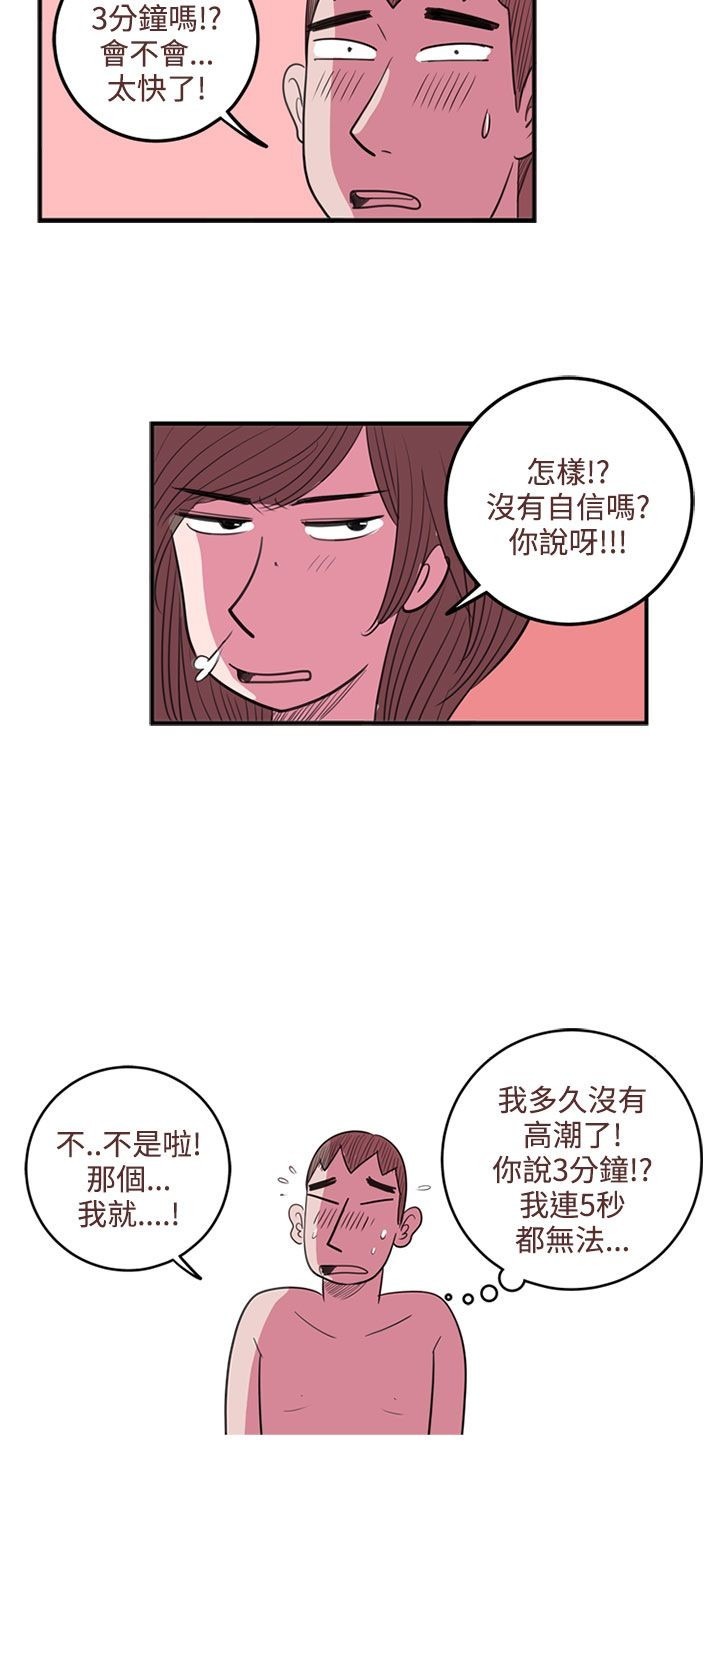 3分鐘嗎!?
會不會...
太快了!
怎樣!?
沒有自信嗎?
你說呀!!!
不..不是啦!
那個...
我就....!
我多久沒有
高潮了!
你說3分鐘!?
我連5秒
都無法...